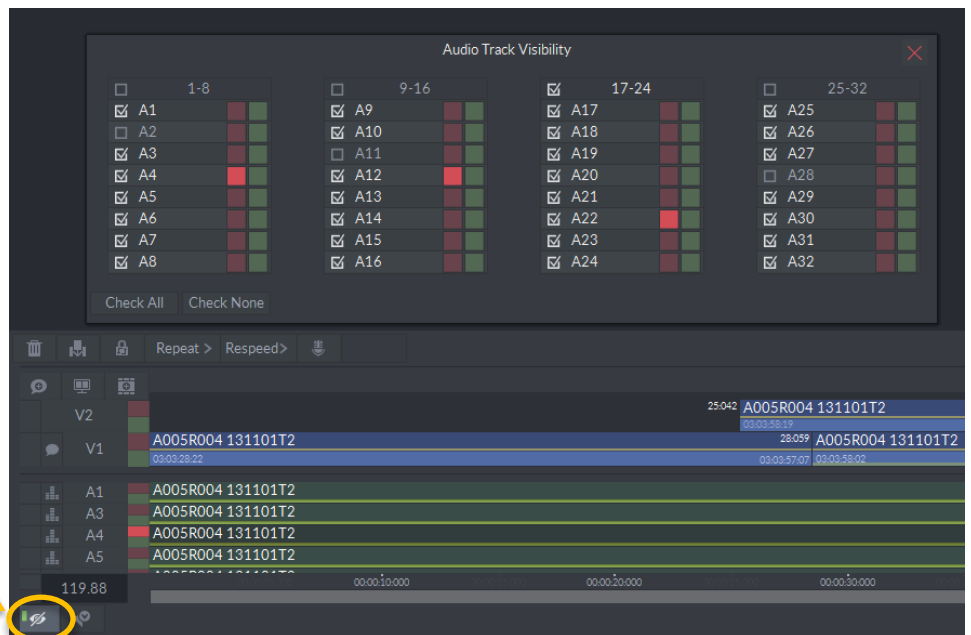 Audio Track Visibility
1-8 9-16 17-24 25-32
A1 A9 A17 A25
A2 A10 A18 A26
A3 A11 A19 A27
A4 A12 A20 A28
A5 A13 A21 A29
A6 A14 A22 A30
A7 A15 A23 A31
A8 A16 A24 A32
Check All Check None
Repeat > Respeed>
V2 25:042 A005R004 131101T2
03:03:58:19
V1 A005R004 131101T2 28:059 A005R004 131101T2
03:03:28:22 03:03:57:07 03:03:58:02
A1 A005R004 131101T2
A3 A005R004 131101T2
A4 A005R004 131101T2
A5 A005R004 131101T2
119.88 00:00:10:000 00:00:20:000 00:00:30:000